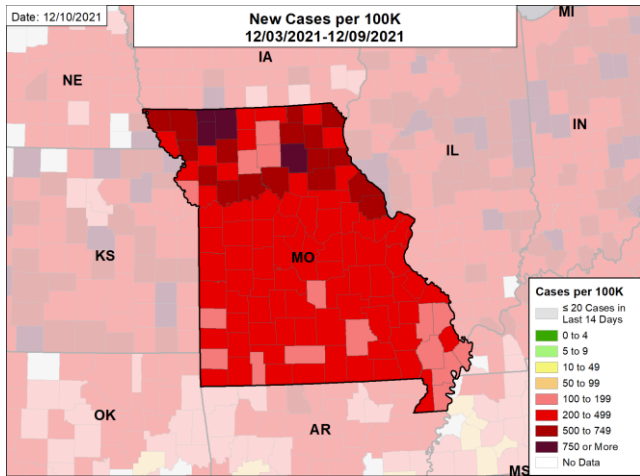 Date: 12/10/2021
New Cases per 100K
12/03/2021-12/09/2021
MI
IA
NE
IL
IN
KS
MO
OK
AR
MS
Cases per 100K
≤ 20 Cases in
Last 14 Days
0 to 4
5 to 9
10 to 49
50 to 99
100 to 199
200 to 499
500 to 749
750 or More
No Data